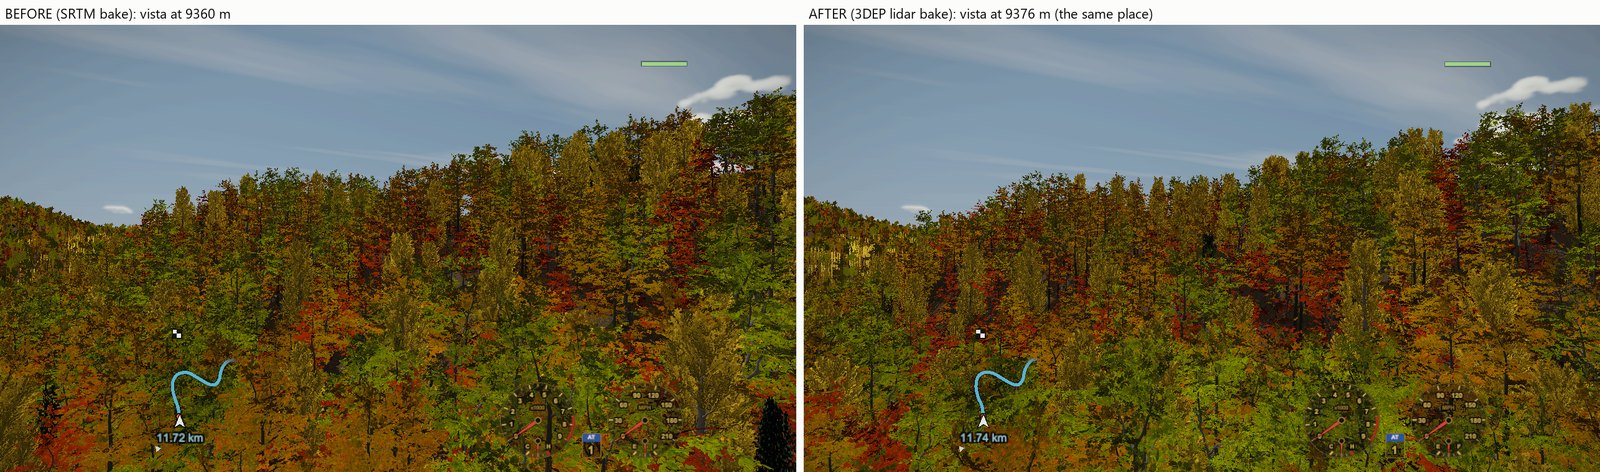 BEFORE (SRTM bake): vista at 9360 m
AFTER (3DEP lidar bake): vista at 9376 m (the same place)
11.72 km
AT
1
11.74 km
AT
1